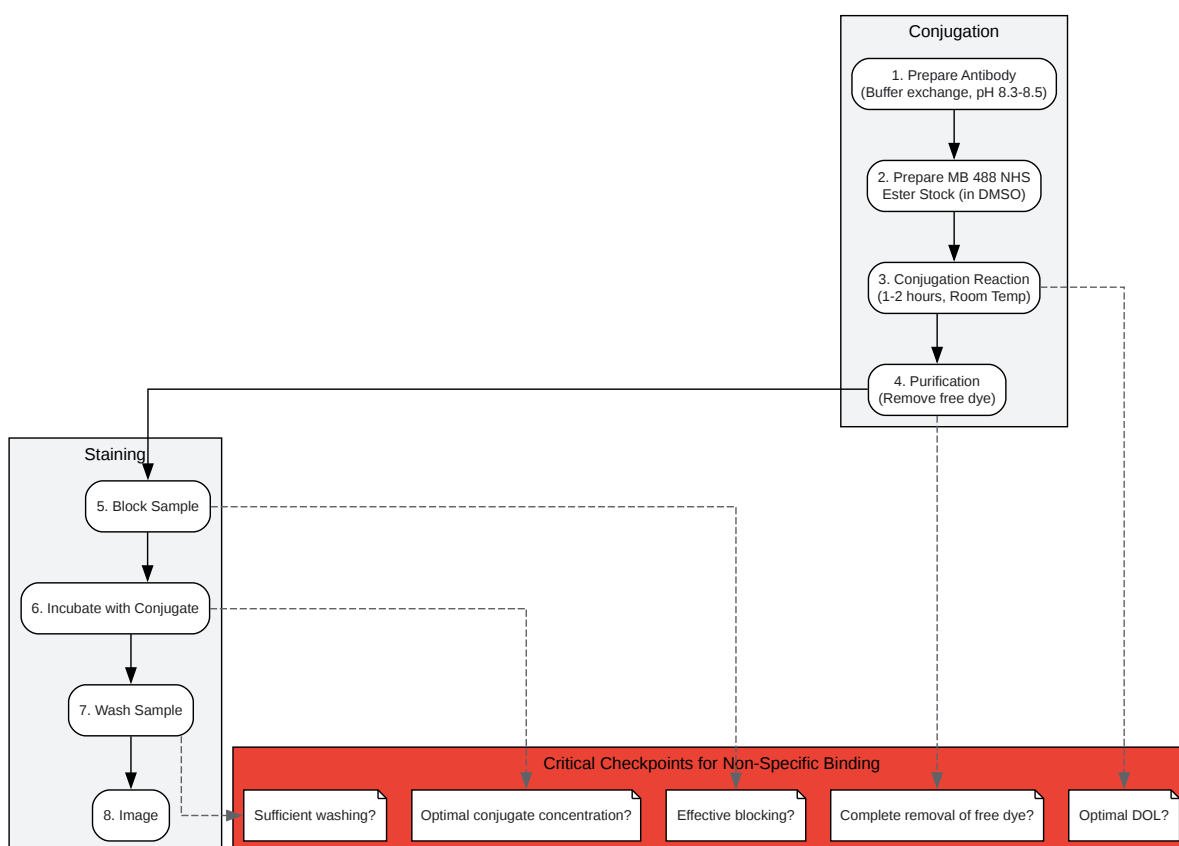 Conjugation
1. Prepare Antibody
(Buffer exchange, pH 8.3-8.5)
2. Prepare MB 488 NHS
Ester Stock (in DMSO)
3. Conjugation Reaction
(1-2 hours, Room Temp)
4. Purification
(Remove free dye)
Staining
5. Block Sample
6. Incubate with Conjugate
7. Wash Sample
8. Image
Critical Checkpoints for Non-Specific Binding
Sufficient washing?
Optimal conjugate concentration?
Effective blocking?
Complete removal of free dye?
Optimal DOL?